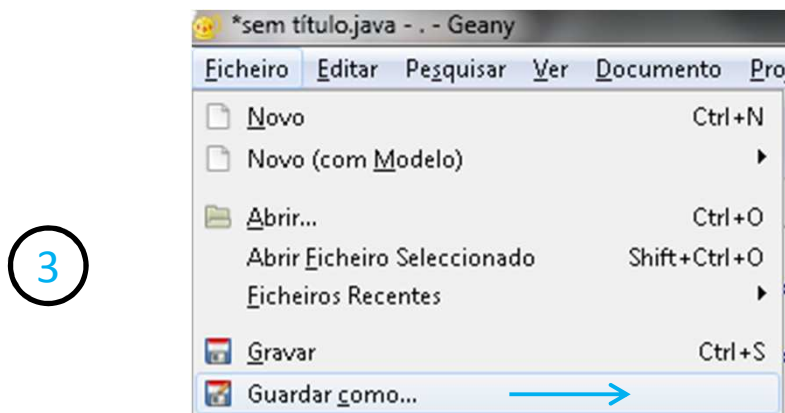 *sem título.java - . - Geany
Ficheiro Editar Pesquisar Ver Documento Pro
Novo Ctrl+N
Novo (com Modelo)
Abrir... Ctrl+O
3
Abrir Ficheiro Seleccionado Shift+Ctrl+O
Ficheiros Recentes
Gravar Ctrl+S
Guardar como...